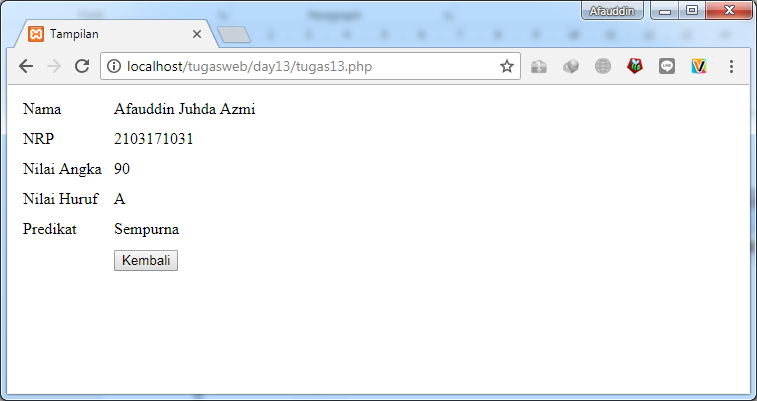 Afauddin
Tampilan
localhost/tugasweb/day13/tugas13.php
Nama Afauddin Juhda Azmi
NRP 2103171031
Nilai Angka 90
Nilai Huruf A
Predikat Sempurna
Kembali